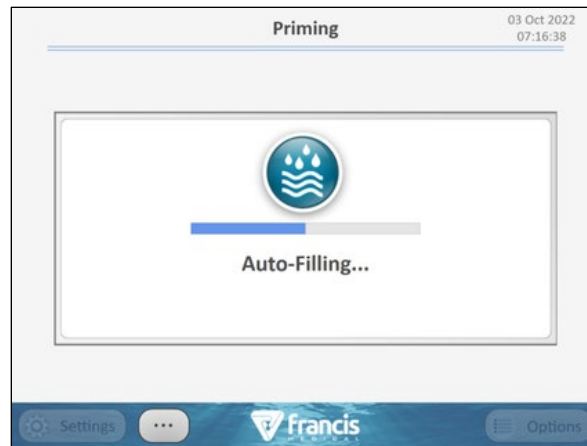 Priming
03 Oct 2022
07:16:38
Auto-Filling...
Settings
...
francis
MEDICAL
Options